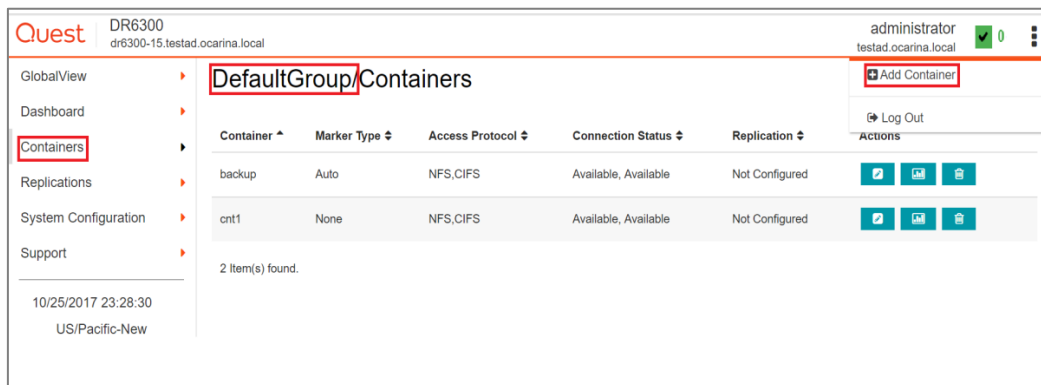 Quest
DR6300
dr6300-15.testad.ocarina.local
administrator
testad.ocarina.local
0
GlobalView
Dashboard
Containers
Replications
System Configuration
Support
10/25/2017 23:28:30
US/Pacific-New
DefaultGroup/Containers
Add Container
Log Out
Container Marker Type Access Protocol Connection Status Replication Actions
backup Auto NFS,CIFS Available, Available Not Configured
cnt1 None NFS,CIFS Available, Available Not Configured
2 Item(s) found.